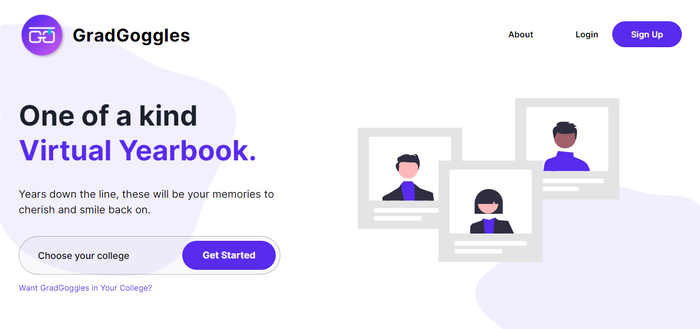 GradGoggles
About
Login
Sign Up
One of a kind
Virtual Yearbook.
Years down the line, these will be your memories to
cherish and smile back on.
Choose your college
Get Started
Want GradGoggles in Your College?